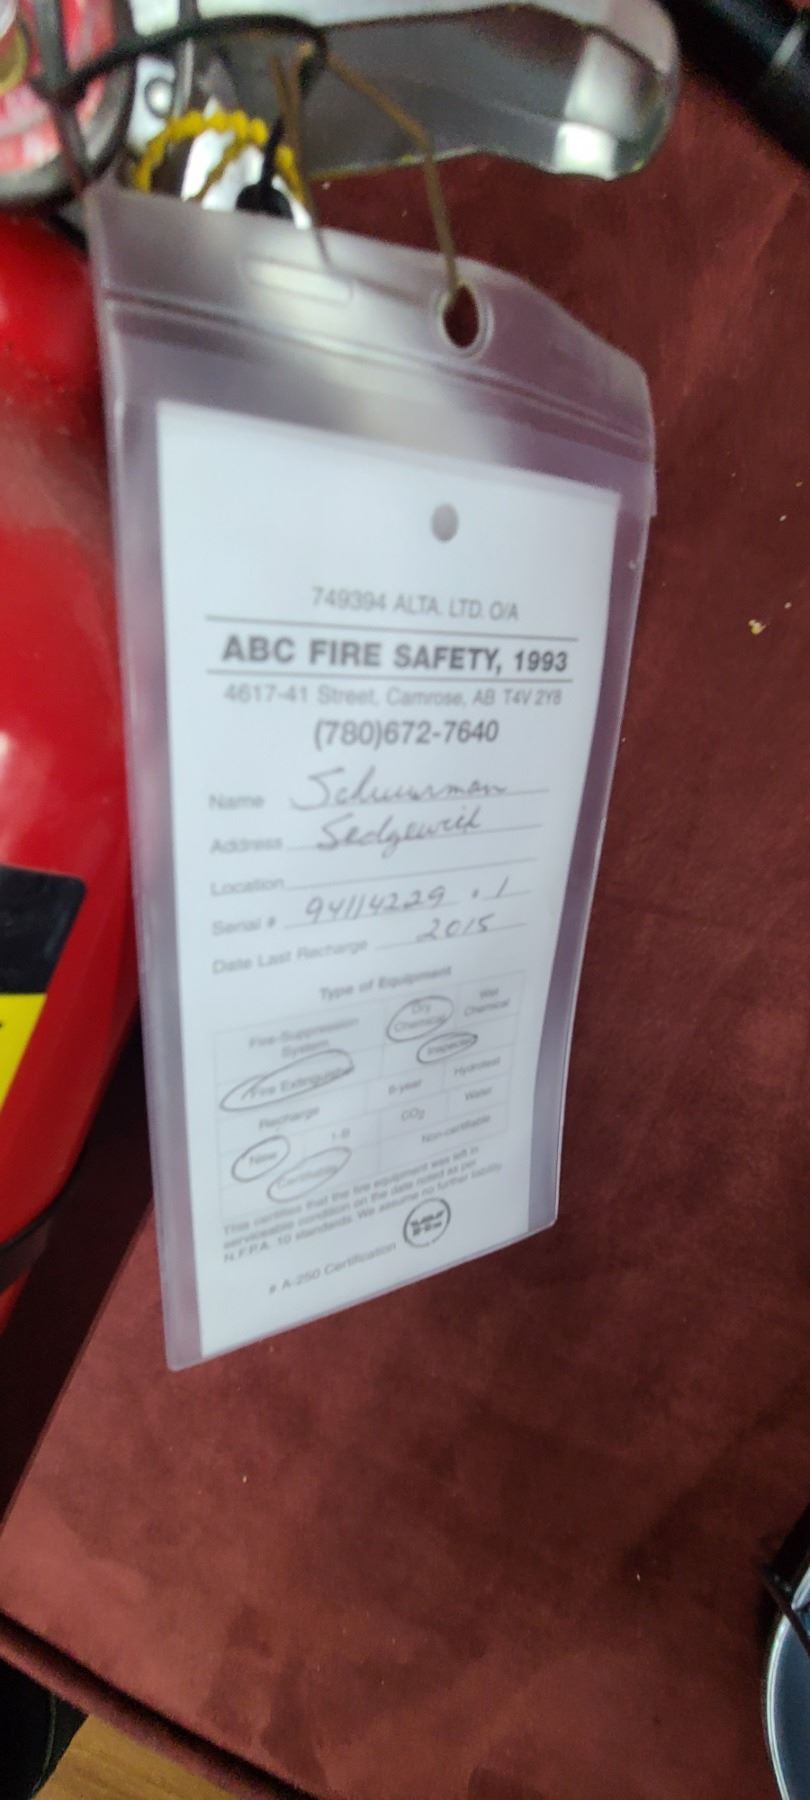 749394 ALTA. LTD. O/A
ABC FIRE SAFETY, 1993
4617-41 Street, Camrose, AB T4V 2Y8
(780)672-7640
Name Schuurman
Address Sedgewick
Location
Serial # 94114229 . 1
Date Last Recharge 2015
Type of Equipment
Fire-Suppression System Dry Chemical Wet Chemical
Fire Extinguisher Inspected
Recharge 6-year Hydrotest
New 1-R CO₂ Water
Certifiable Non-certifiable
This certifies that the fire equipment was left in
serviceable condition on the date noted as per
N.F.P.A. 10 standards. We assume no further liability.
# A-250 Certification